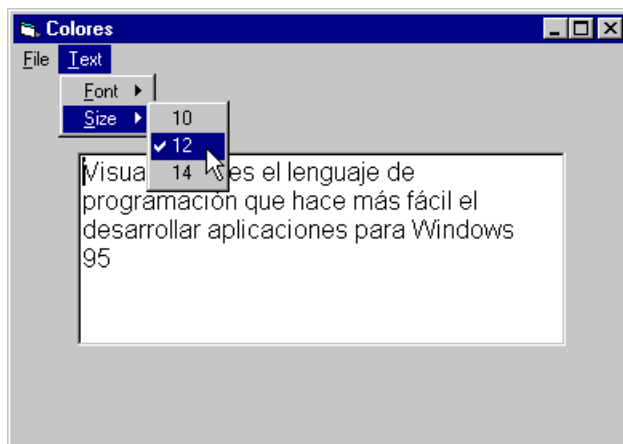 Colores
File Text
Font
Size
10
12
14
es el lenguaje de
programación que hace más fácil el
desarrollar aplicaciones para Windows
95